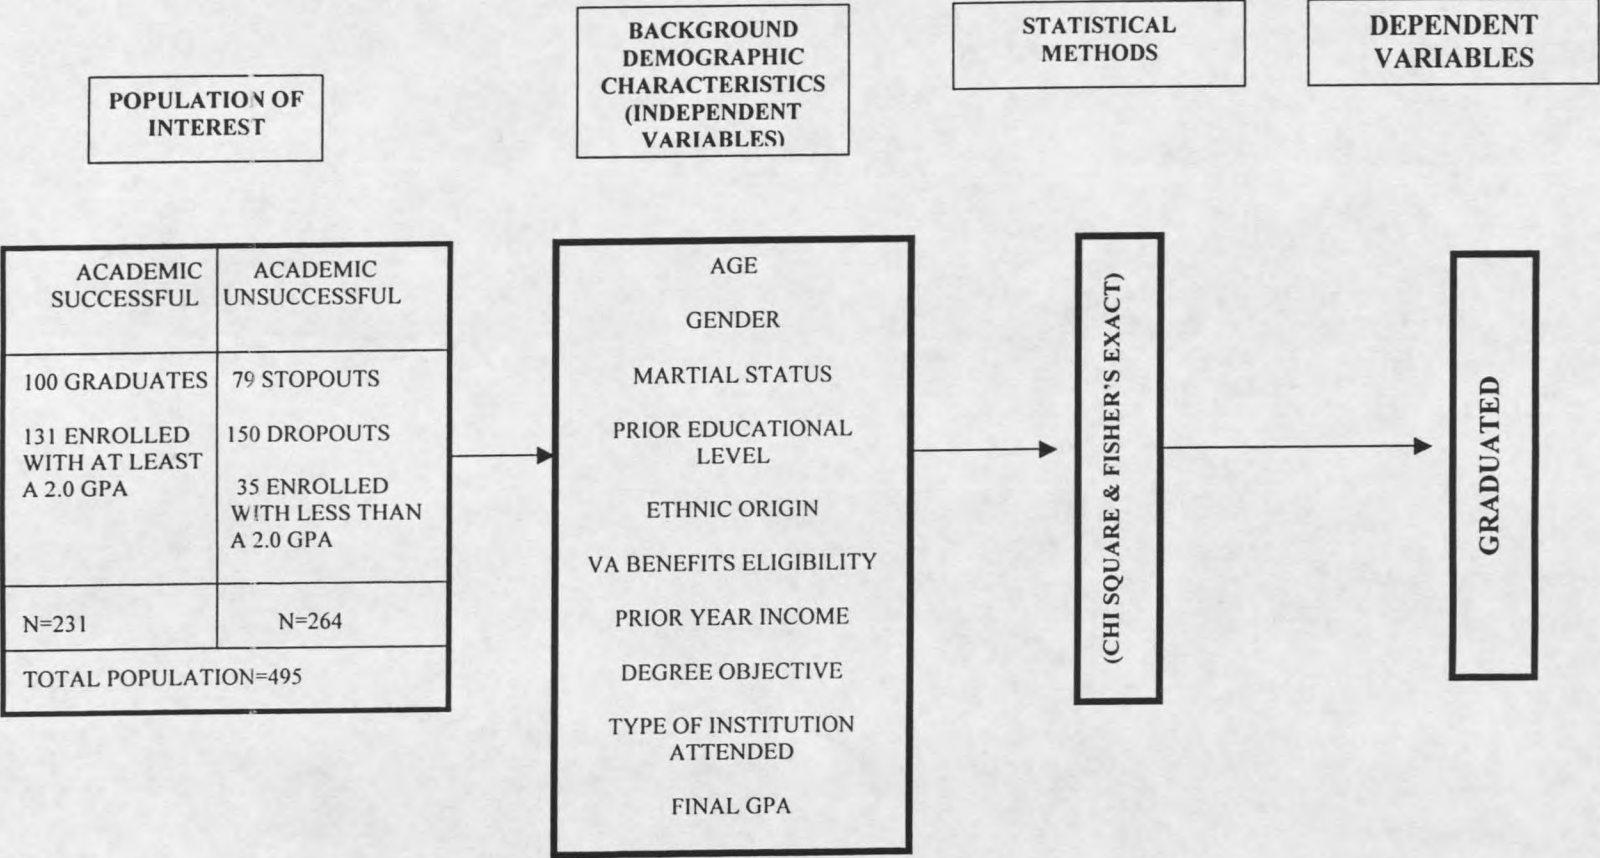 POPULATION OF
INTEREST
BACKGROUND
DEMOGRAPHIC
CHARACTERISTICS
(INDEPENDENT
VARIABLES)
STATISTICAL
METHODS
DEPENDENT
VARIABLES
ACADEMIC
SUCCESSFUL
ACADEMIC
UNSUCCESSFUL
100 GRADUATES
131 ENROLLED
WITH AT LEAST
A 2.0 GPA
79 STOPOUTS
150 DROPOUTS
35 ENROLLED
WITH LESS THAN
A 2.0 GPA
N=231
N=264
TOTAL POPULATION=495
AGE
GENDER
MARTIAL STATUS
PRIOR EDUCATIONAL
LEVEL
ETHNIC ORIGIN
VA BENEFITS ELIGIBILITY
PRIOR YEAR INCOME
DEGREE OBJECTIVE
TYPE OF INSTITUTION
ATTENDED
FINAL GPA
(CHI SQUARE & FISHER'S EXACT)
GRADUATED